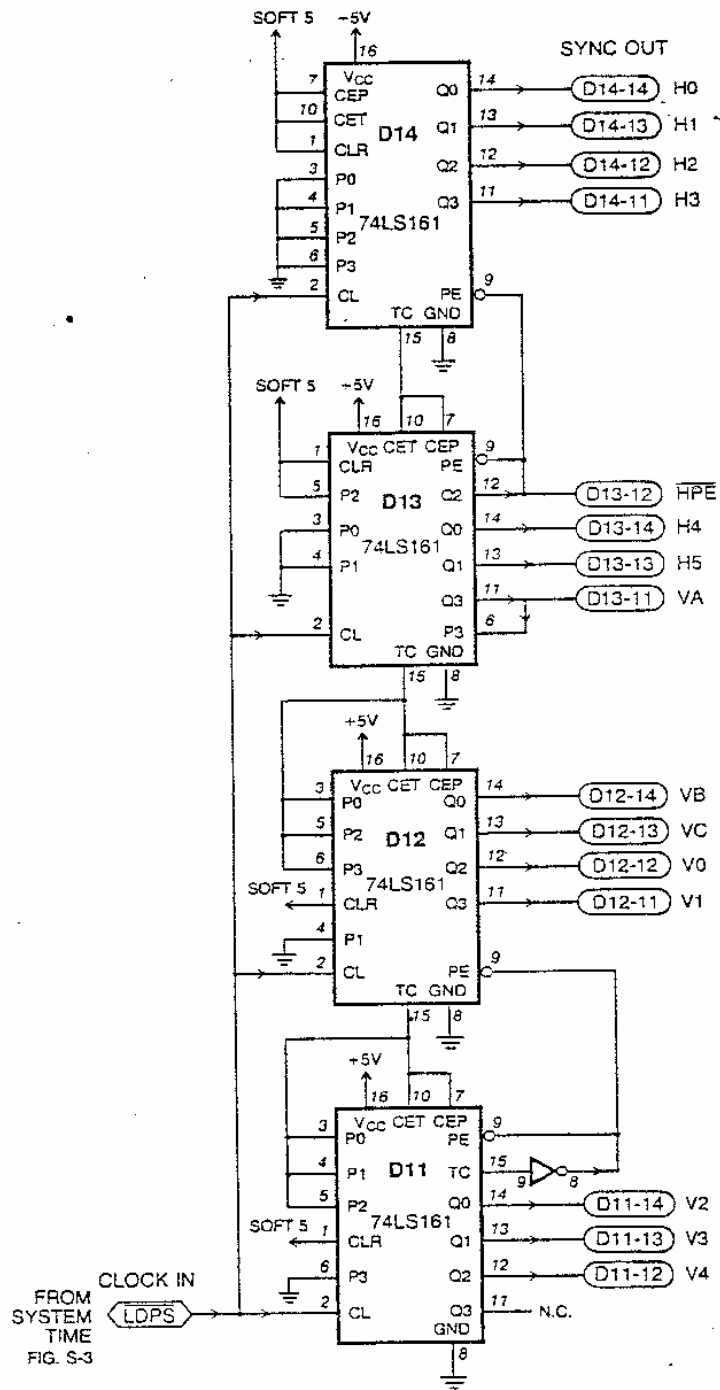 SOFT 5
+5V
16
SYNC OUT
7 VCC
CEP
10 CET
1 CLR
3 P0
4 P1
5 P2
6 P3
2 CL
D14
74LS161
Q0 14 D14-14 H0
Q1 13 D14-13 H1
Q2 12 D14-12 H2
Q3 11 D14-11 H3
PE 9
TC GND
15 8
SOFT 5
+5V
16 10 7
VCC CET CEP
1 CLR
5 P2
3 P0
4 P1
2 CL
D13
74LS161
PE 9
Q2 12 D13-12 HPE
Q0 14 D13-14 H4
Q1 13 D13-13 H5
Q3 11 D13-11 VA
P3 6
TC GND
15 8
+5V
16 10 7
VCC CET CEP
3 P0
5 P2
6 P3
SOFT 5 1 CLR
4 P1
2 CL
D12
74LS161
Q0 14 D12-14 VB
Q1 13 D12-13 VC
Q2 12 D12-12 V0
Q3 11 D12-11 V1
PE 9
TC GND
15 8
+5V
16 10 7
VCC CET CEP
3 P0
4 P1
5 P2
SOFT 5 1 CLR
6 P3
2 CL
D11
74LS161
PE 9
TC 15 9 8
Q0 14 D11-14 V2
Q1 13 D11-13 V3
Q2 12 D11-12 V4
Q3 11 N.C.
GND
8
CLOCK IN
FROM
SYSTEM
TIME
FIG. S-3
LDPS